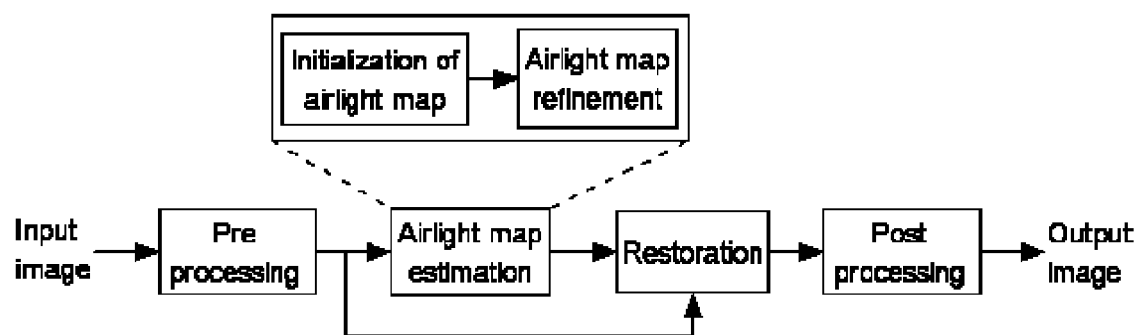 Initialization of
airlight map
Airlight map
refinement
Input
image
Pre
processing
Airlight map
estimation
Restoration
Post
processing
Output
image